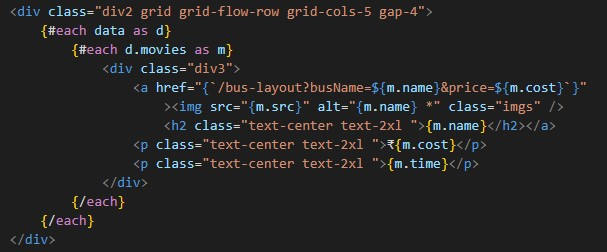 <div class="div2 grid grid-flow-row grid-cols-5 gap-4">
    {#each data as d}
        {#each d.movies as m}
            <div class="div3">
                <a href="{`/bus-layout?busName=${m.name}&price=${m.cost}`}"
                    ><img src="{m.src}" alt="{m.name} *" class="imgs" />
                    <h2 class="text-center text-2xl ">{m.name}</h2></a>
                <p class="text-center text-2xl ">₹{m.cost}</p>
                <p class="text-center text-2xl ">{m.time}</p>
            </div>
        {/each}
    {/each}
</div>